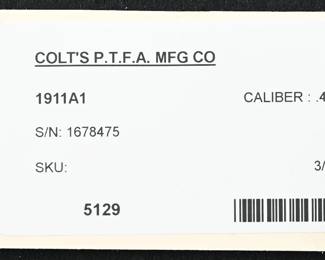 COLT'S P.T.F.A. MFG CO
1911A1 CALIBER : .4
S/N: 1678475
SKU: 3/
5129